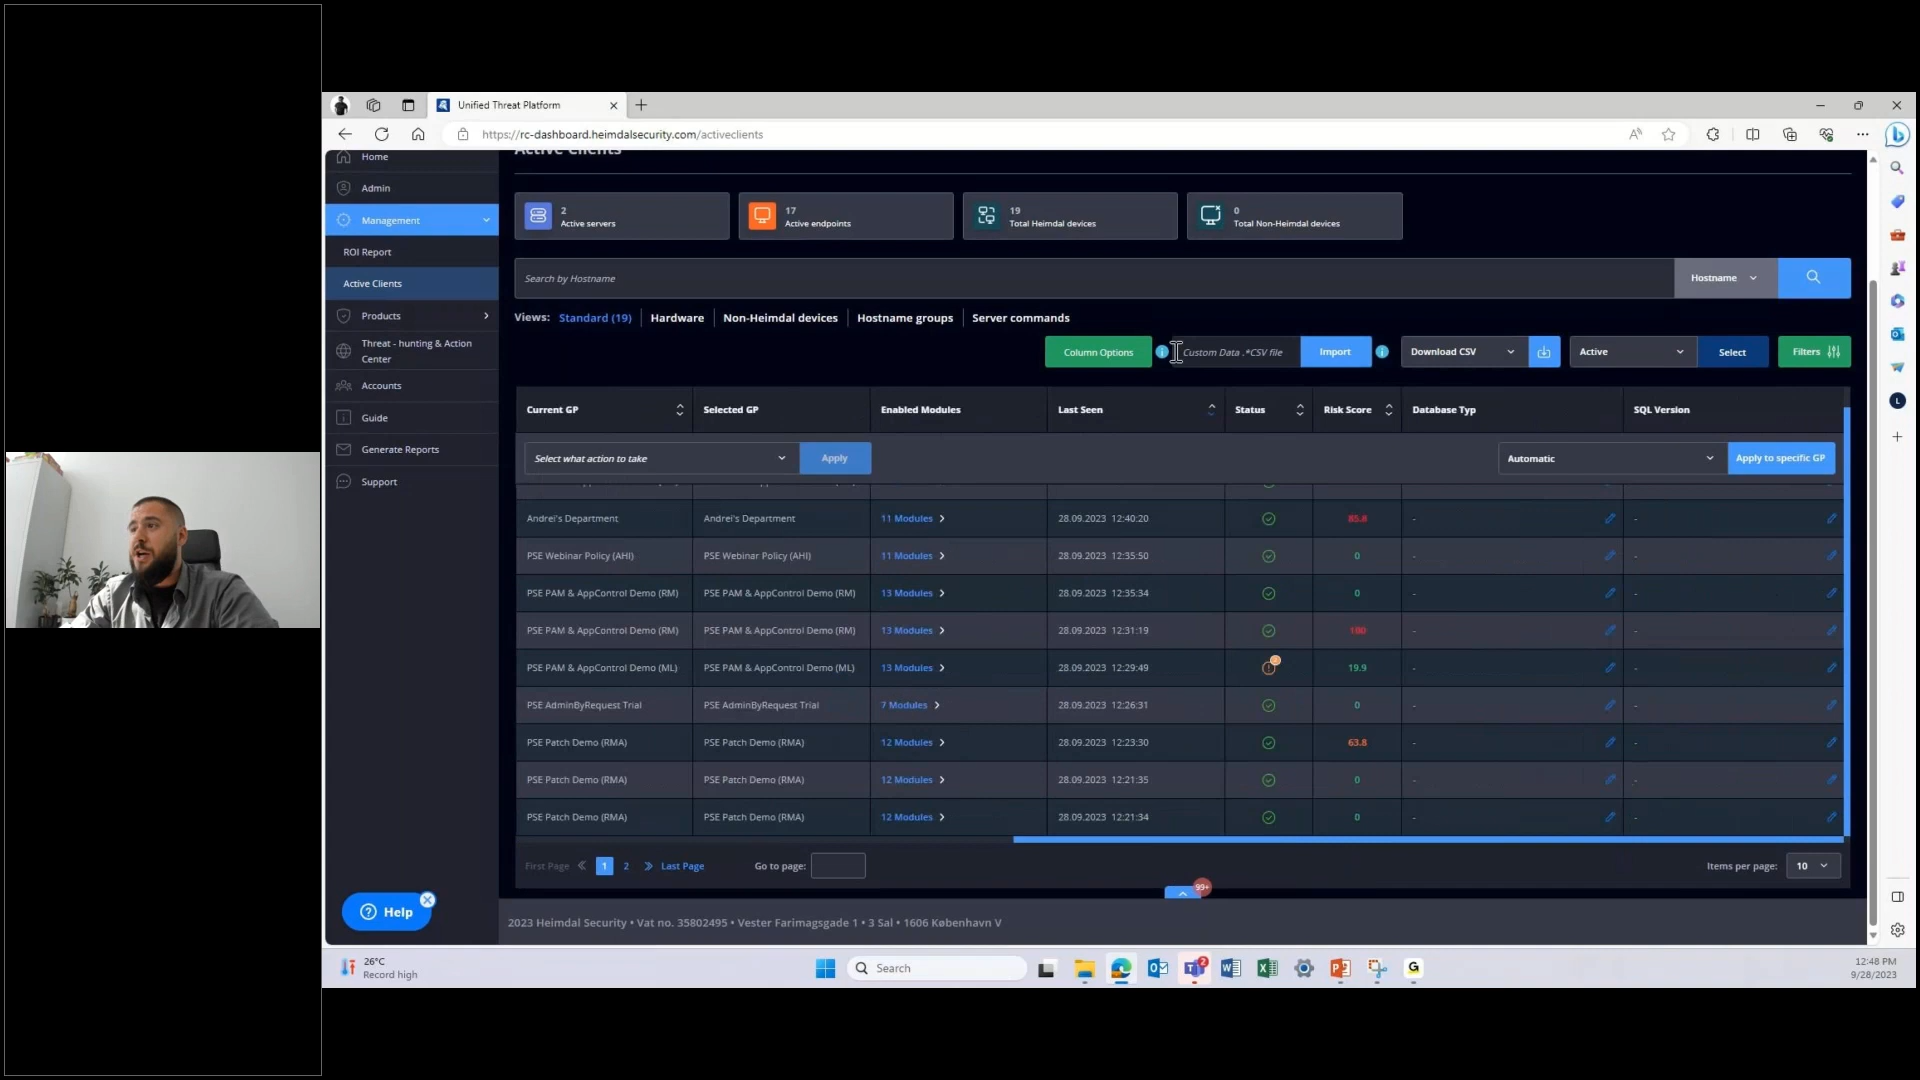 Unified Threat Platform
https://rc-dashboard.heimdalsecurity.com/activeclients
Home
Admin
Management
ROI Report
Active Clients
Products
Threat - hunting & Action
Center
Accounts
Guide
Generate Reports
Support
Help
Active Clients
2
Active servers
17
Active endpoints
19
Total Heimdal devices
0
Total Non-Heimdal devices
Search by Hostname
Hostname
Views: Standard (19) Hardware Non-Heimdal devices Hostname groups Server commands
Column Options Custom Data .*CSV file Import Download CSV Active Select Filters
Current GP Selected GP Enabled Modules Last Seen Status Risk Score Database Typ SQL Version
Select what action to take Apply Automatic Apply to specific GP
Andrei's Department Andrei's Department 11 Modules 28.09.2023 12:40:20 85.8 - -
PSE Webinar Policy (AHI) PSE Webinar Policy (AHI) 11 Modules 28.09.2023 12:35:50 0 - -
PSE PAM & AppControl Demo (RM) PSE PAM & AppControl Demo (RM) 13 Modules 28.09.2023 12:35:34 0 - -
PSE PAM & AppControl Demo (RM) PSE PAM & AppControl Demo (RM) 13 Modules 28.09.2023 12:31:19 100 - -
PSE PAM & AppControl Demo (ML) PSE PAM & AppControl Demo (ML) 13 Modules 28.09.2023 12:29:49 19.9 - -
PSE AdminByRequest Trial PSE AdminByRequest Trial 7 Modules 28.09.2023 12:26:31 0 - -
PSE Patch Demo (RMA) PSE Patch Demo (RMA) 12 Modules 28.09.2023 12:23:30 63.8 - -
PSE Patch Demo (RMA) PSE Patch Demo (RMA) 12 Modules 28.09.2023 12:21:35 0 - -
PSE Patch Demo (RMA) PSE Patch Demo (RMA) 12 Modules 28.09.2023 12:21:34 0 - -
First Page « 1 2 » Last Page Go to page: Items per page: 10
99+
2023 Heimdal Security • Vat no. 35802495 • Vester Farimagsgade 1 • 3 Sal • 1606 København V
26°C
Record high
Search
2
12:48 PM
9/28/2023
L